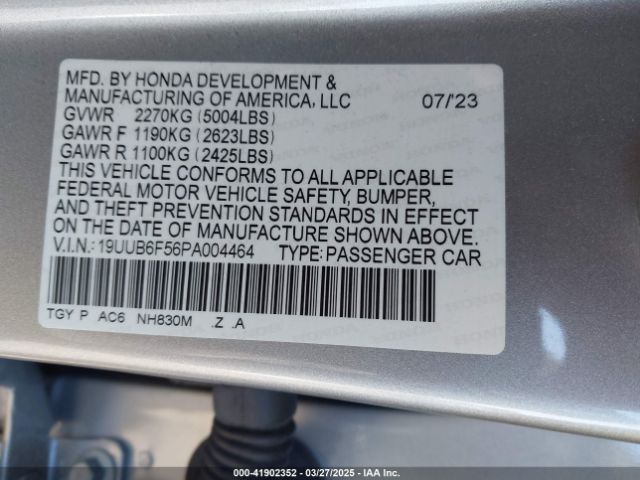 MFD. BY HONDA DEVELOPMENT &
MANUFACTURING OF AMERICA, LLC 07/'23
GVWR 2270KG (5004LBS)
GAWR F 1190KG (2623LBS)
GAWR R 1100KG (2425LBS)
THIS VEHICLE CONFORMS TO ALL APPLICABLE
FEDERAL MOTOR VEHICLE SAFETY, BUMPER,
AND THEFT PREVENTION STANDARDS IN EFFECT
ON THE DATE OF MANUFACTURE SHOWN ABOVE.
V.I.N.: 19UUB6F56PA004464 TYPE: PASSENGER CAR
TGY P AC6 NH830M .Z .A
000-41902352 | 03/27/2025 | IAA Inc.